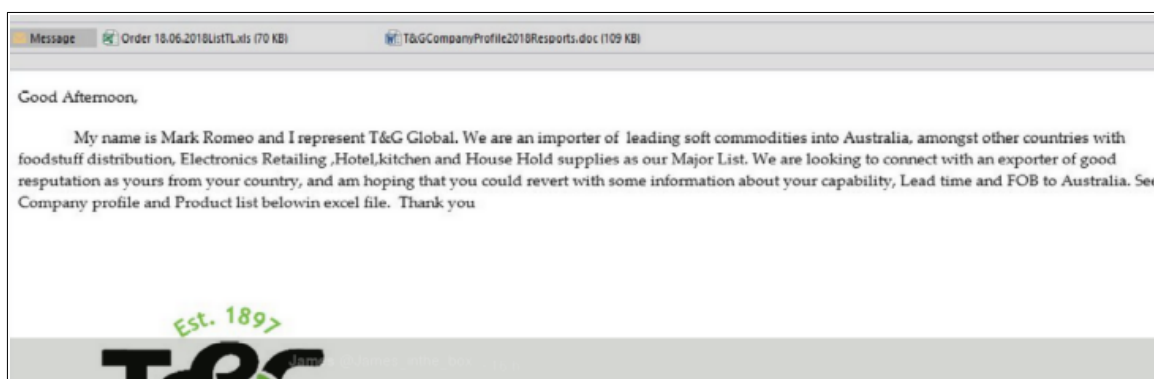 Message Order 18.06.2018ListTL.xls (70 KB) T&GCompanyProfile2018Resports.doc (109 KB)
Good Afternoon,
My name is Mark Romeo and I represent T&G Global. We are an importer of leading soft commodities into Australia, amongst other countries with
foodstuff distribution, Electronics Retailing ,Hotel,kitchen and House Hold supplies as our Major List. We are looking to connect with an exporter of good
resputation as yours from your country, and am hoping that you could revert with some information about your capability, Lead time and FOB to Australia. See
Company profile and Product list belowin excel file. Thank you
Est. 1897
T&G